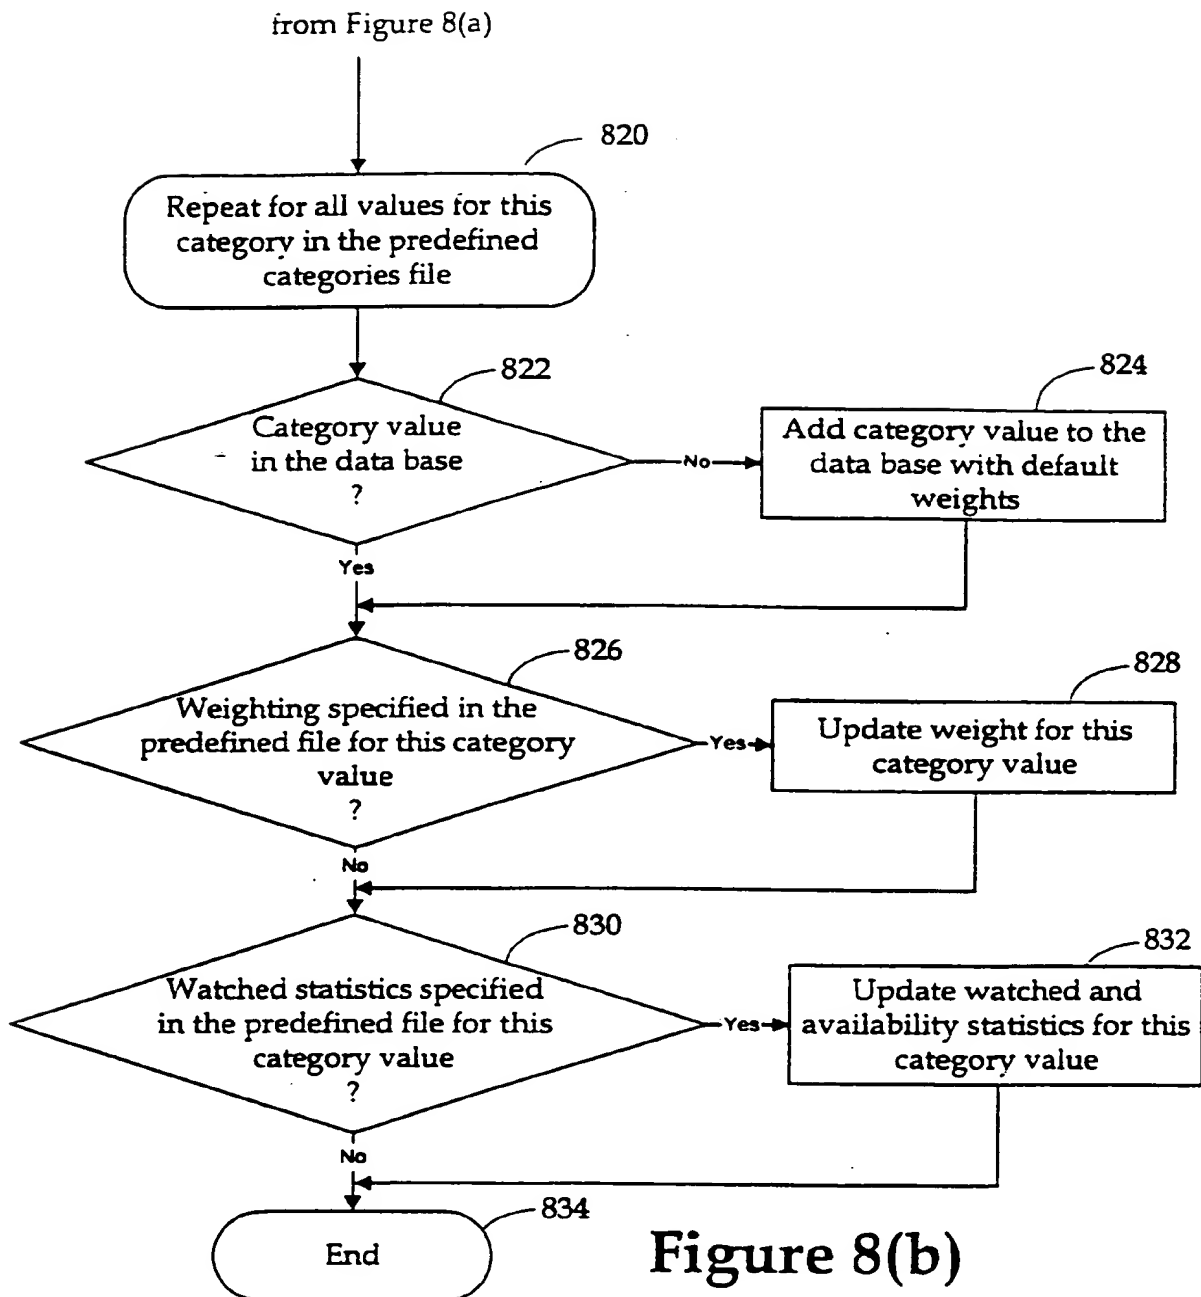 from Figure 8(a)
820
Repeat for all values for this
category in the predefined
categories file
822
Category value
in the data base
?
No
824
Add category value to the
data base with default
weights
Yes
826
Weighting specified in the
predefined file for this category
value
?
Yes
828
Update weight for this
category value
No
830
Watched statistics specified
in the predefined file for this
category value
?
Yes
832
Update watched and
availability statistics for this
category value
No
834
End
Figure 8(b)